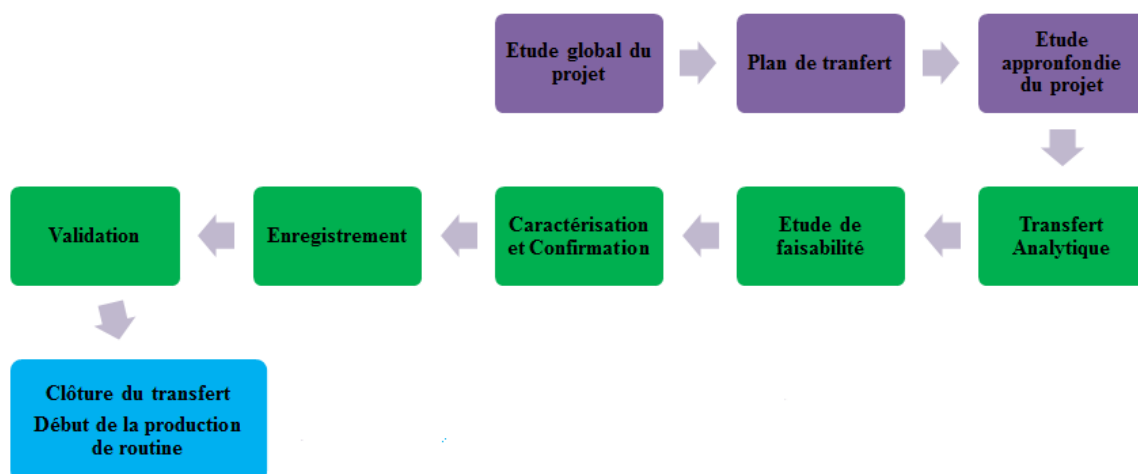 Etude global du
projet
Plan de tranfert
Etude
appronfondie
du projet
Transfert
Analytique
Etude de
faisabilité
Caractérisation
et Confirmation
Enregistrement
Validation
Clôture du transfert
Début de la production
de routine